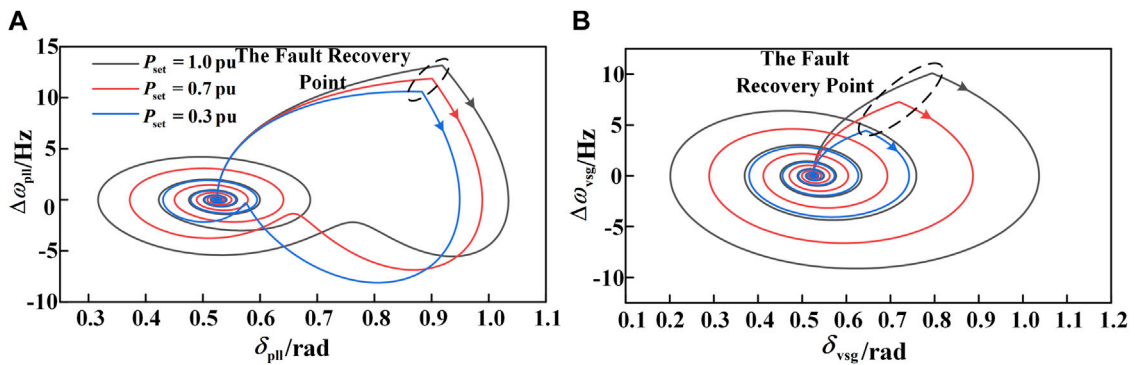 A
15
10
5
0
-5
-10
Δω_pll/Hz
P_set = 1.0 pu
P_set = 0.7 pu
P_set = 0.3 pu
The Fault Recovery
Point
0.3 0.4 0.5 0.6 0.7 0.8 0.9 1.0 1.1
δ_pll/rad
B
15
10
5
0
-5
-10
Δω_vsg/Hz
The Fault
Recovery Point
0.1 0.2 0.3 0.4 0.5 0.6 0.7 0.8 0.9 1.0 1.1 1.2
δ_vsg/rad